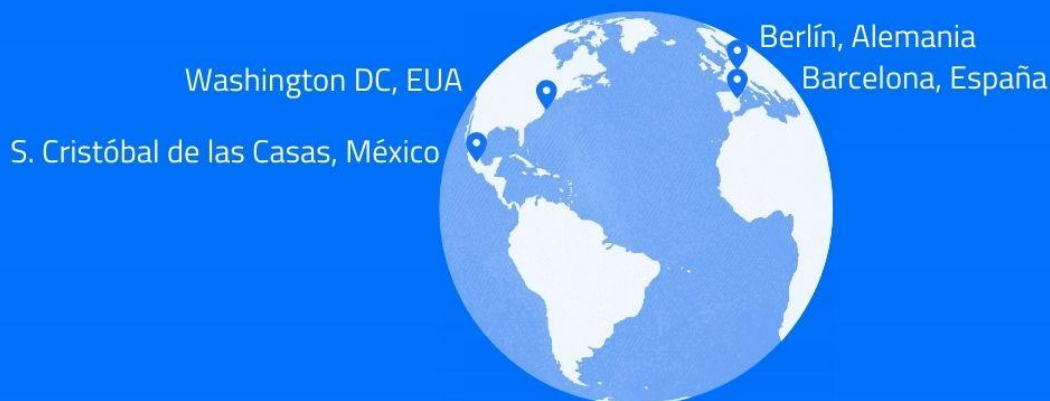 Berlín, Alemania
Washington DC, EUA
Barcelona, España
S. Cristóbal de las Casas, México